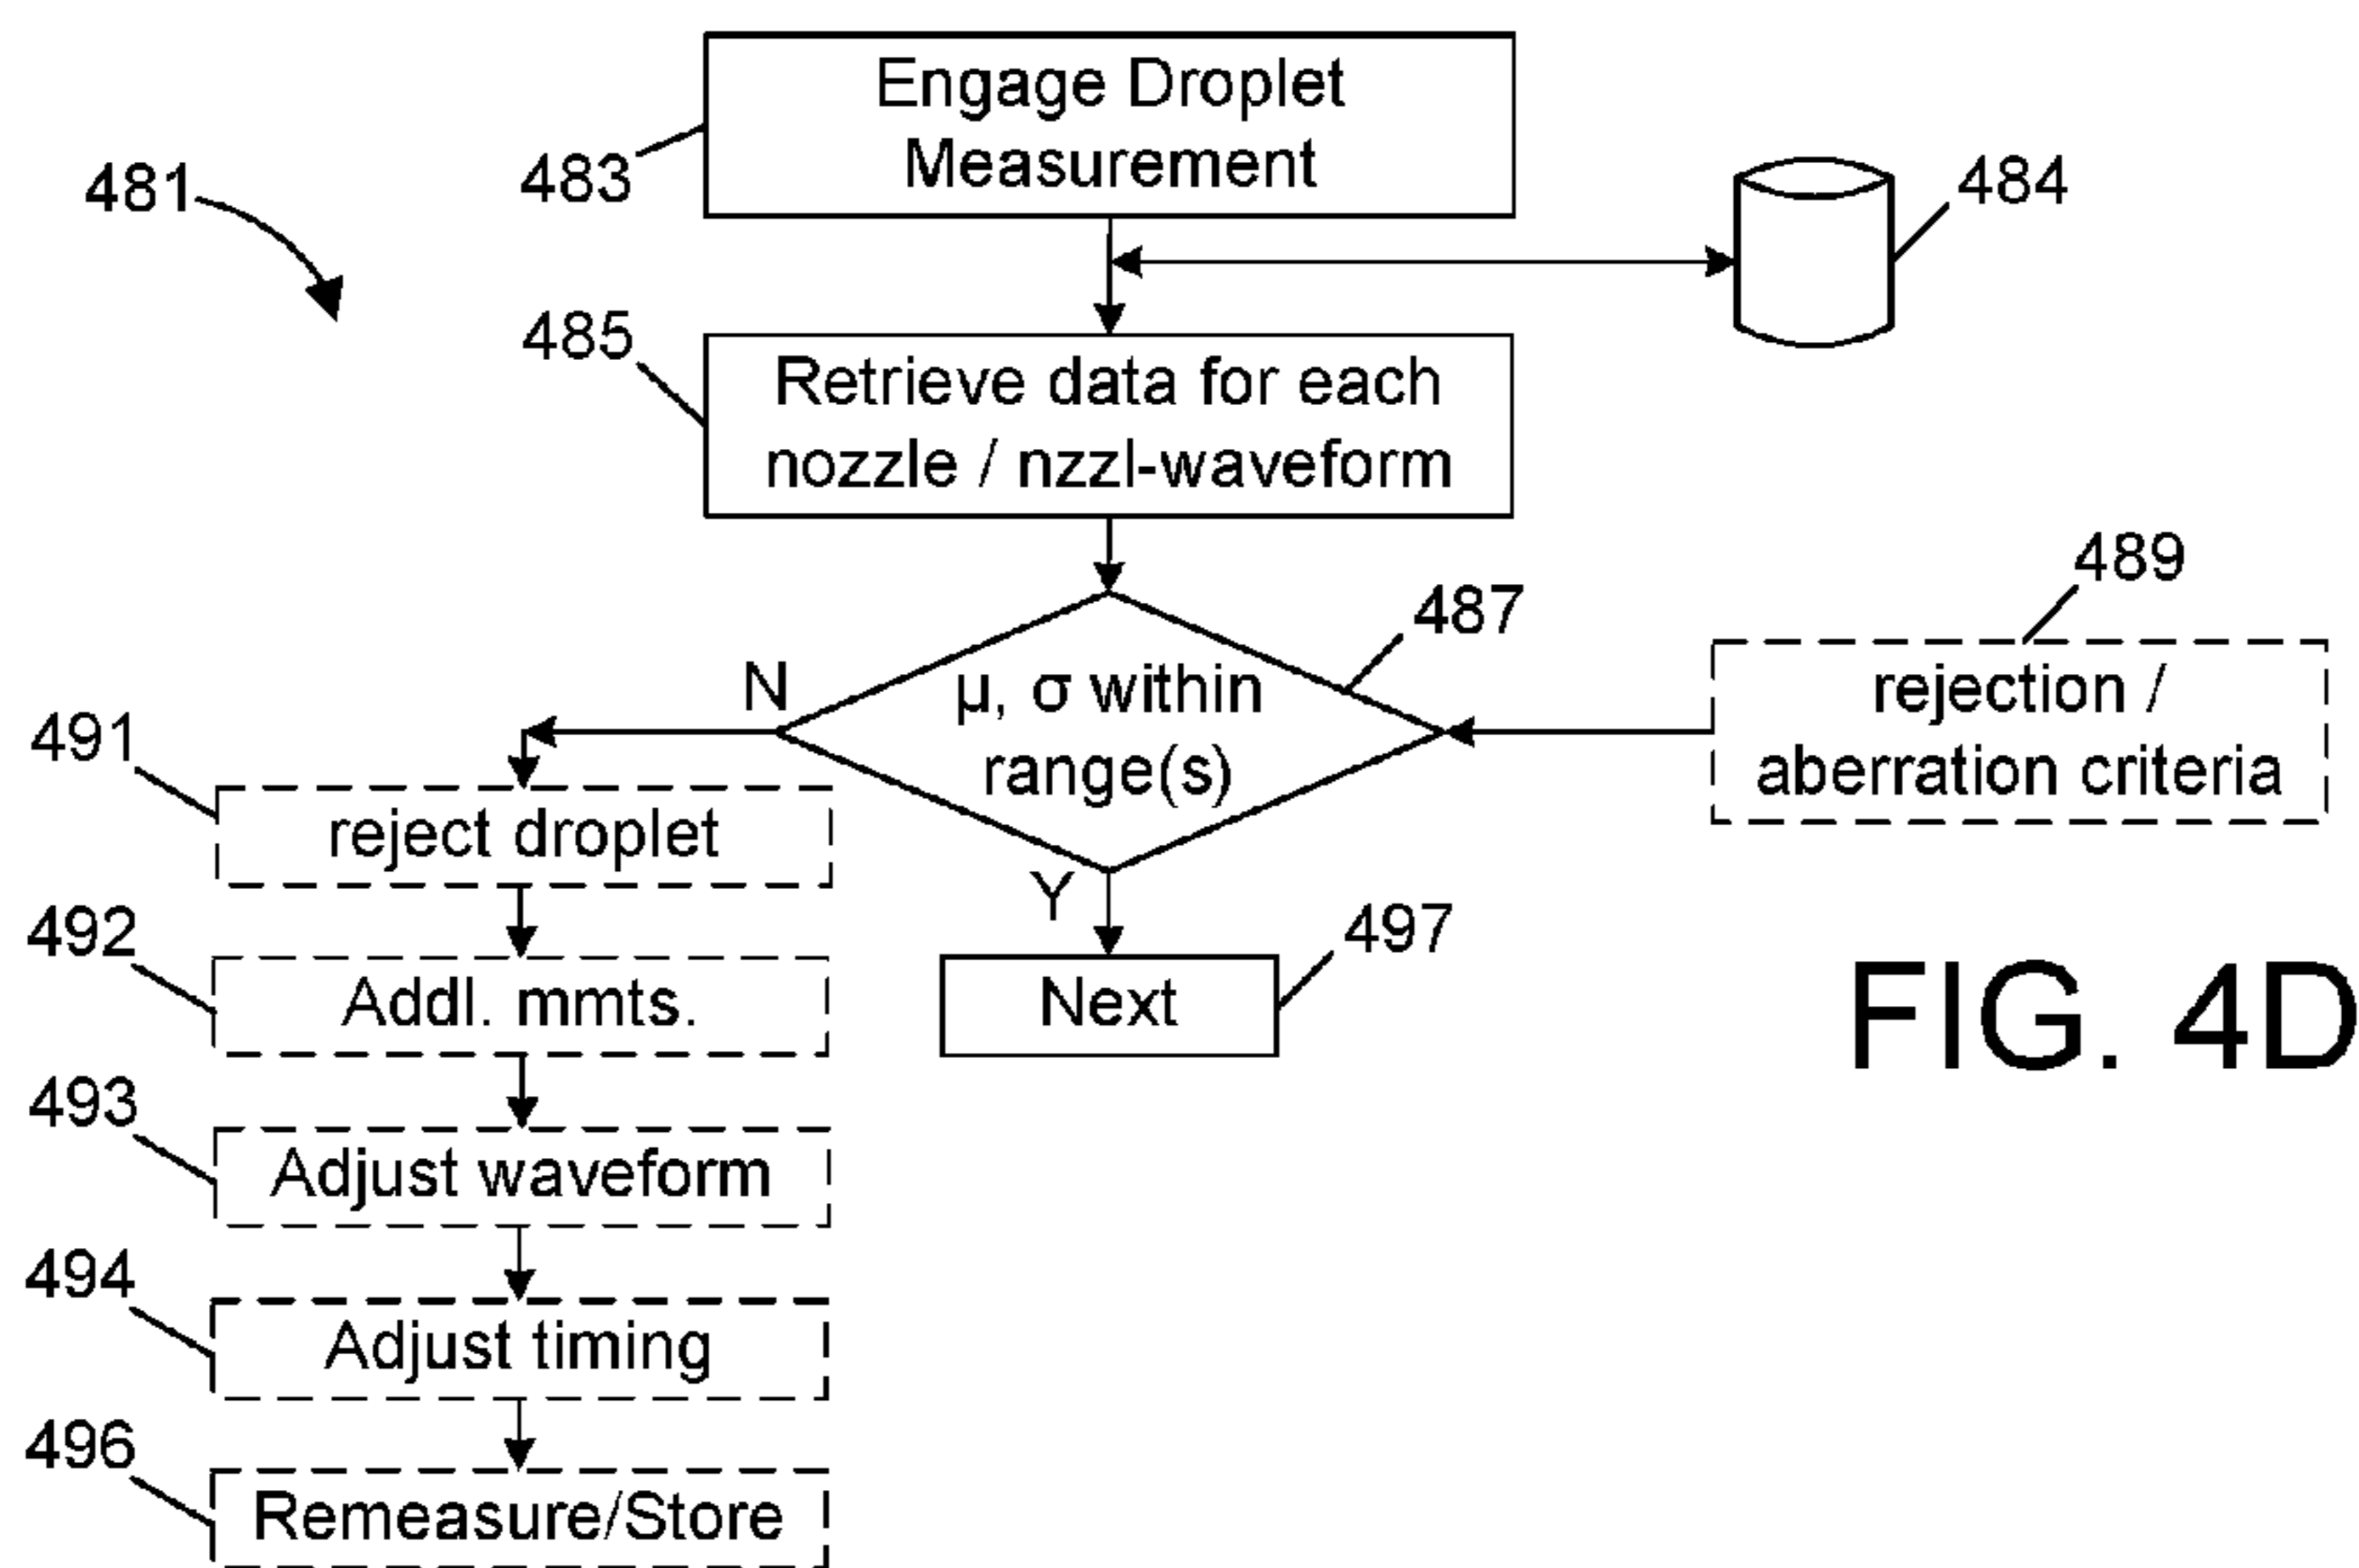 Engage Droplet
Measurement
483
481
484
485
Retrieve data for each
nozzle / nzzl-waveform
489
487
N
μ, σ within
range(s)
rejection /
aberration criteria
491
reject droplet
Y
492
Addl. mmts.
497
Next
FIG. 4D
493
Adjust waveform
494
Adjust timing
496
Remeasure/Store